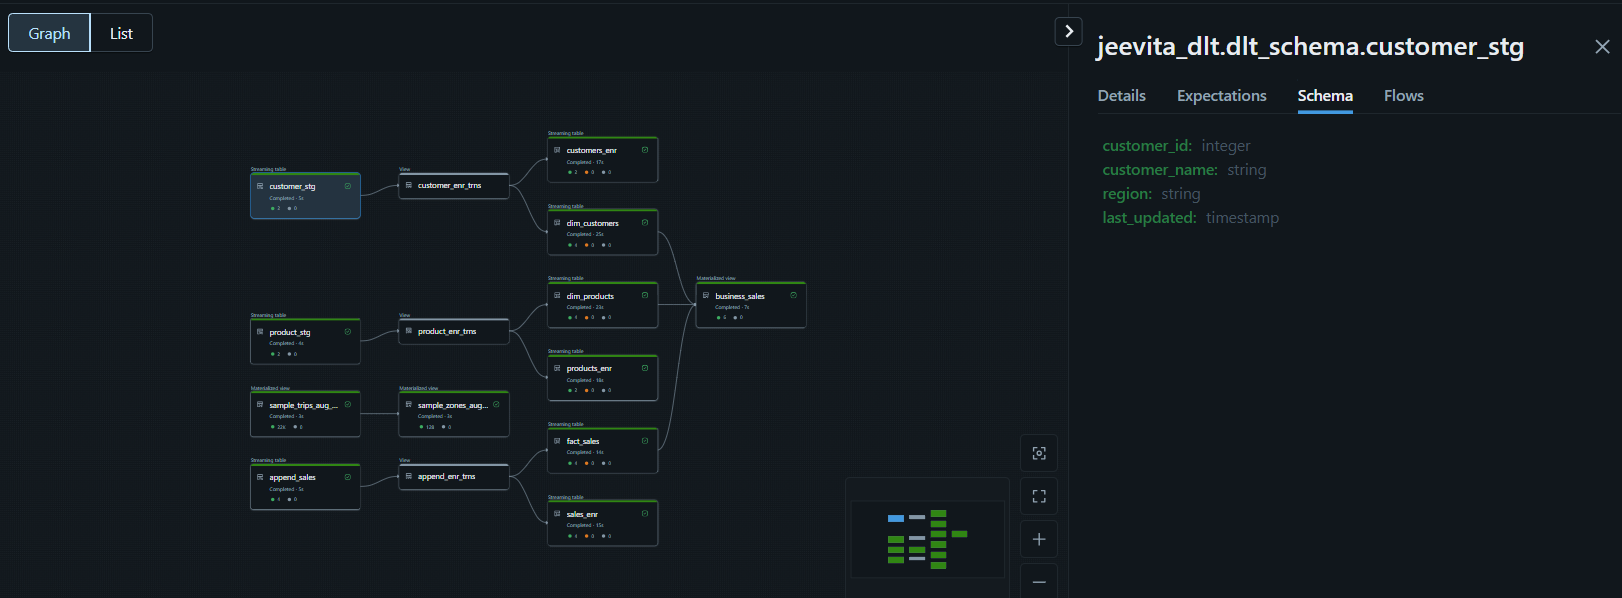 Graph
List
jeevita_dlt.dlt_schema.customer_stg
Details
Expectations
Schema
Flows
customer_id: integer
customer_name: string
region: string
last_updated: timestamp
Streaming table
customer_stg
Completed · 5s
2 0
View
customer_enr_trns
Streaming table
customers_enr
Completed · 17s
2 0 0
Streaming table
dim_customers
Completed · 25s
4 0 0
Streaming table
dim_products
Completed · 23s
4 0 0
Materialized view
business_sales
Completed · 7s
6 0
Streaming table
product_stg
Completed · 4s
2 0
View
product_enr_trns
Streaming table
products_enr
Completed · 18s
2 0 0
Materialized view
sample_trips_aug_...
Completed · 3s
22K 0
Materialized view
sample_zones_aug...
Completed · 3s
128 0
Streaming table
fact_sales
Completed · 14s
4 0 0
Streaming table
append_sales
Completed · 5s
0
View
append_enr_trns
Streaming table
sales_enr
Completed · 15s
4 0 0